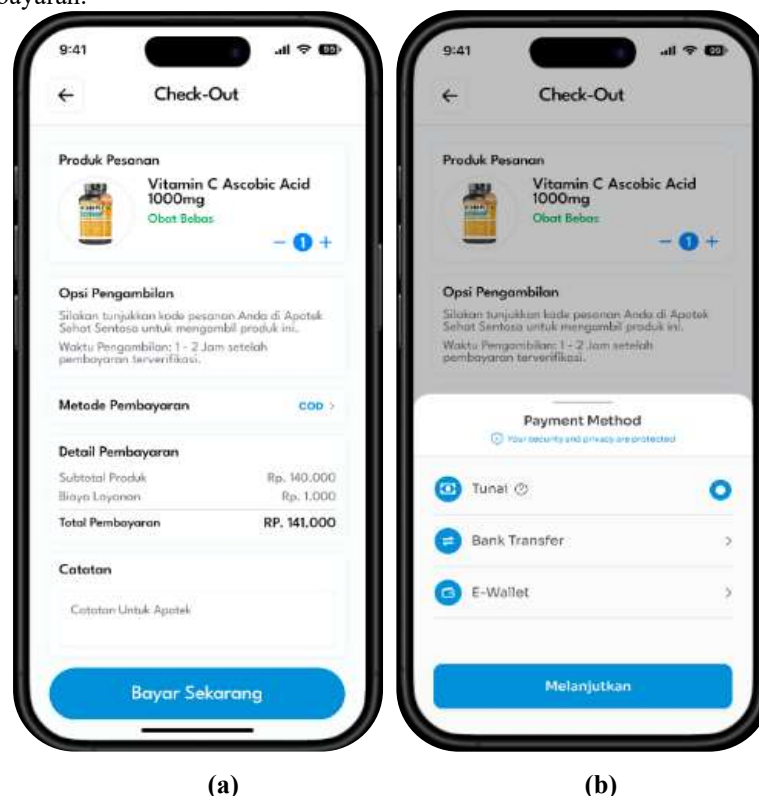 9:41
Check-Out
Produk Pesanan
Vitamin C Ascobic Acid
1000mg
Obat Bebas
1
Opsi Pengambilan
Silakan tunjukkan kode pesanan Anda di Apotek
Sehat Sentosa untuk mengambil produk ini.
Waktu Pengambilan: 1 - 2 Jam setelah
pembayaran terverifikasi.
Metode Pembayaran COD
Detail Pembayaran
Subtotal Produk Rp. 140.000
Biaya Layanan Rp. 1.000
Total Pembayaran RP. 141.000
Catatan
Catatan Untuk Apotek
Bayar Sekarang
(a)
9:41
Check-Out
Produk Pesanan
Vitamin C Ascobic Acid
1000mg
Obat Bebas
1
Opsi Pengambilan
Silakan tunjukkan kode pesanan Anda di Apotek
Sehat Sentosa untuk mengambil produk ini.
Waktu Pengambilan: 1 - 2 Jam setelah
pembayaran terverifikasi.
Payment Method
Your security and privacy are protected
Tunai
Bank Transfer
E-Wallet
Melanjutkan
(b)